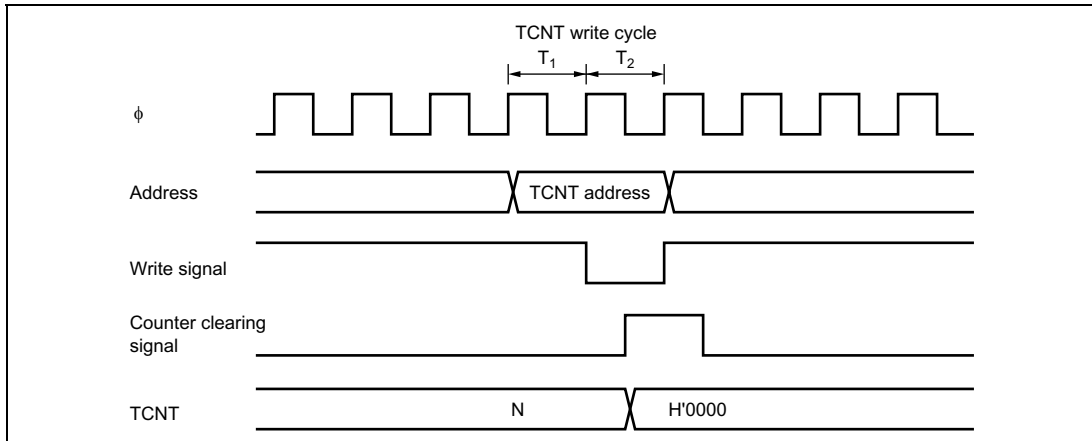 TCNT write cycle
T₁ T₂
ϕ
Address TCNT address
Write signal
Counter clearing
signal
TCNT N H'0000